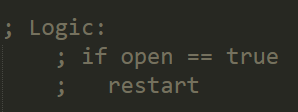 ; Logic:
; if open == true
; restart